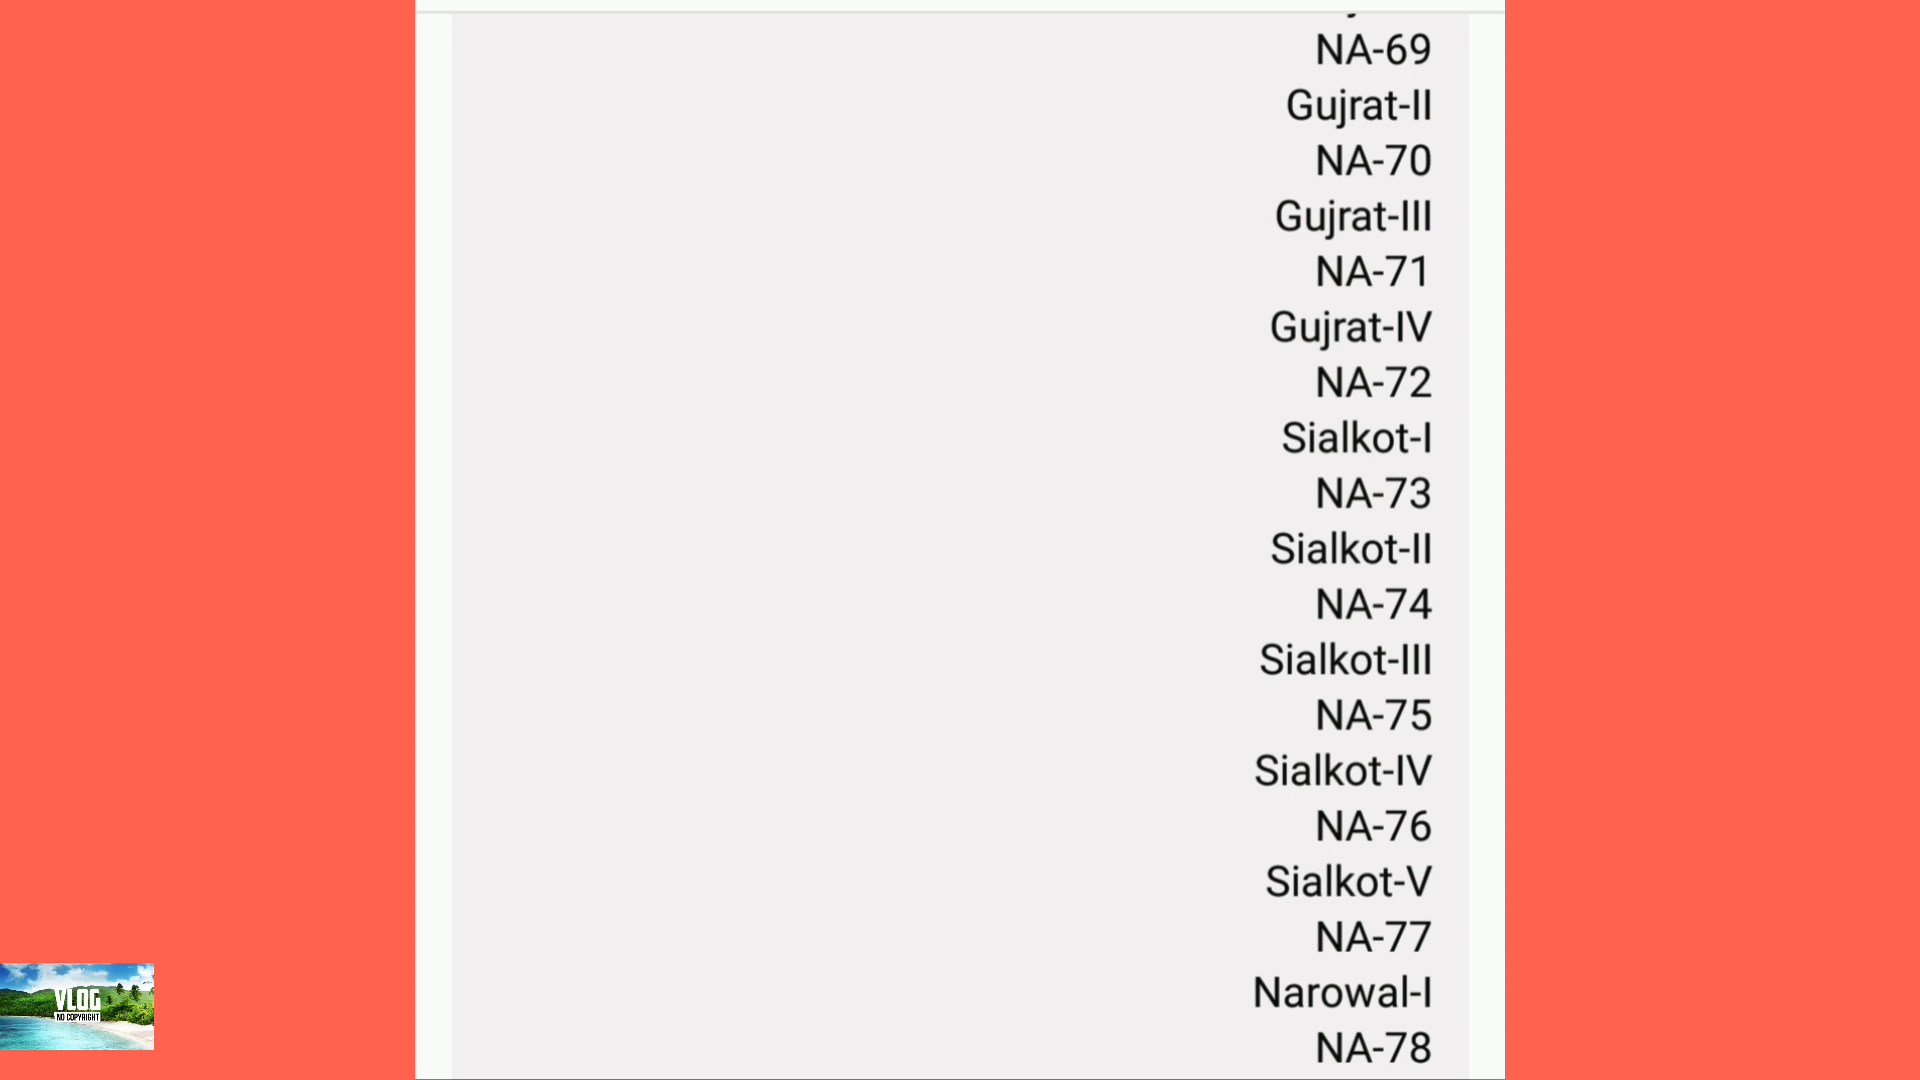 NA-69
Gujrat-II
NA-70
Gujrat-III
NA-71
Gujrat-IV
NA-72
Sialkot-I
NA-73
Sialkot-II
NA-74
Sialkot-III
NA-75
Sialkot-IV
NA-76
Sialkot-V
NA-77
Narowal-I
NA-78
VLOG
NO COPYRIGHT